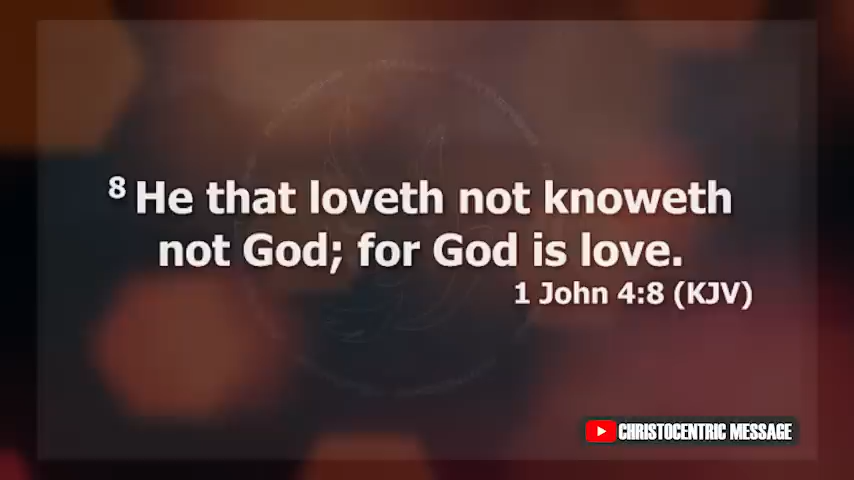 8 He that loveth not knoweth
not God; for God is love.
1 John 4:8 (KJV)
CHRISTOCENTRIC MESSAGE